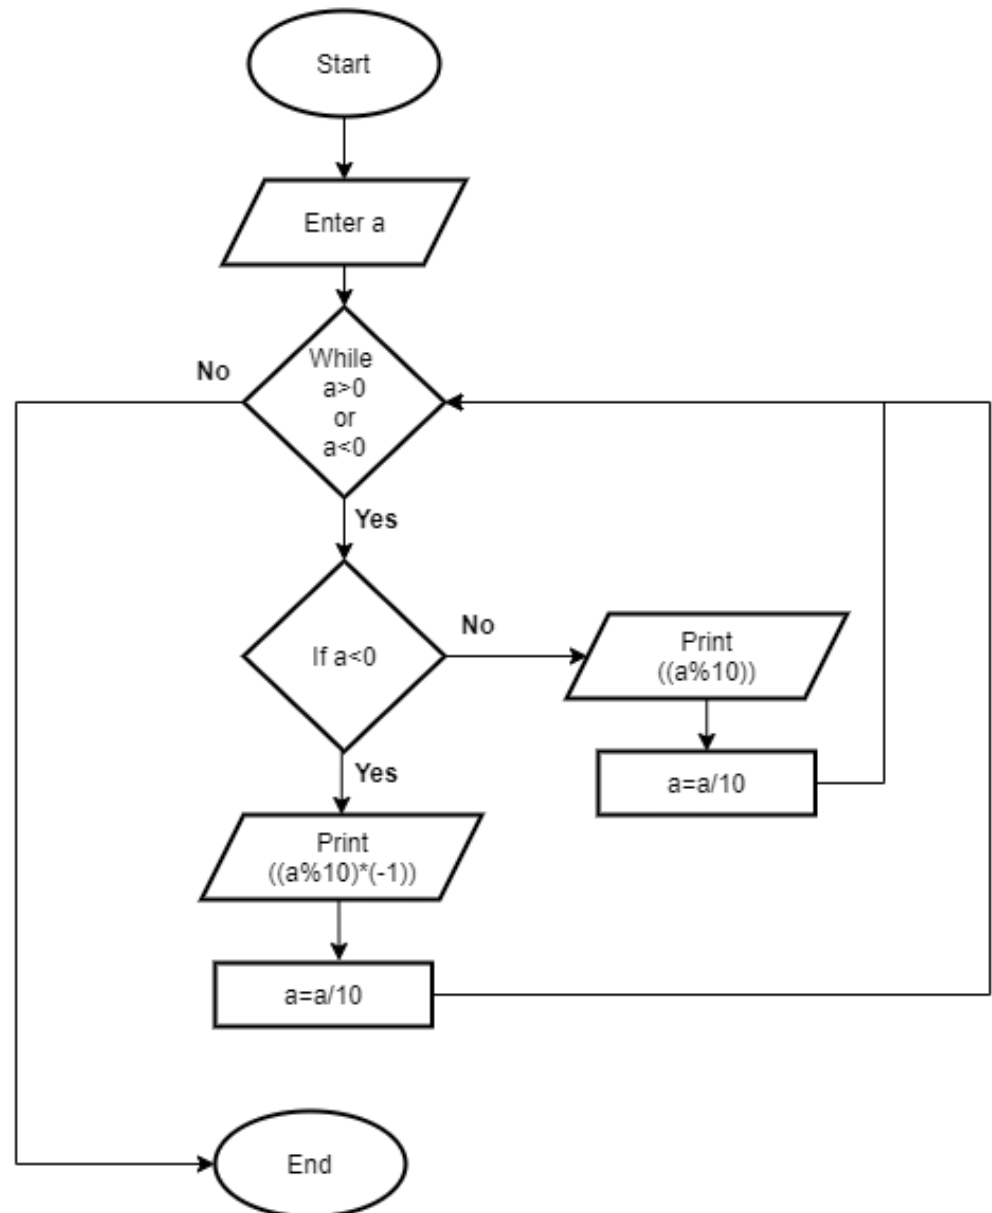 Start
Enter a
While
a>0
or
a<0
No
Yes
If a<0
No
Print
((a%10))
a=a/10
Yes
Print
((a%10)*(-1))
a=a/10
End